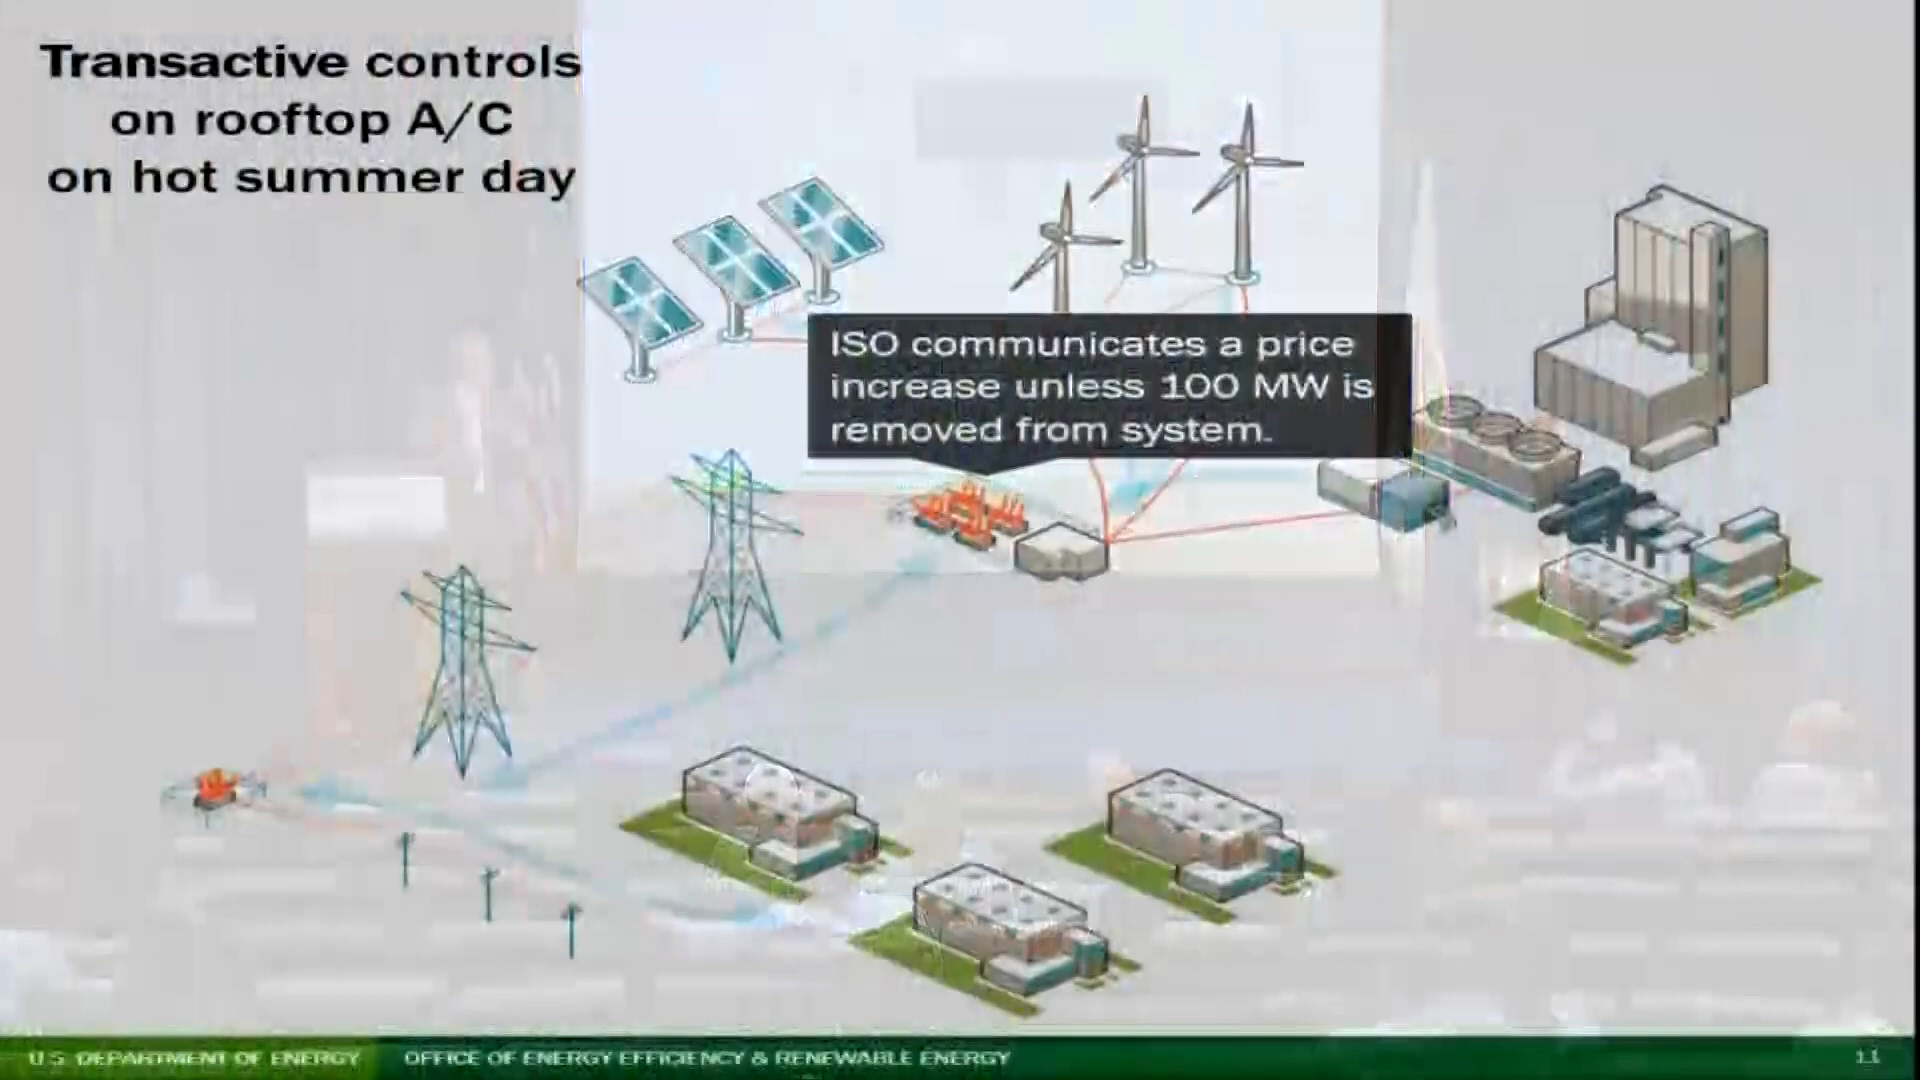 Transactive controls
on rooftop A/C
on hot summer day
ISO communicates a price
increase unless 100 MW is
removed from system.
U.S. DEPARTMENT OF ENERGY OFFICE OF ENERGY EFFICIENCY & RENEWABLE ENERGY 11